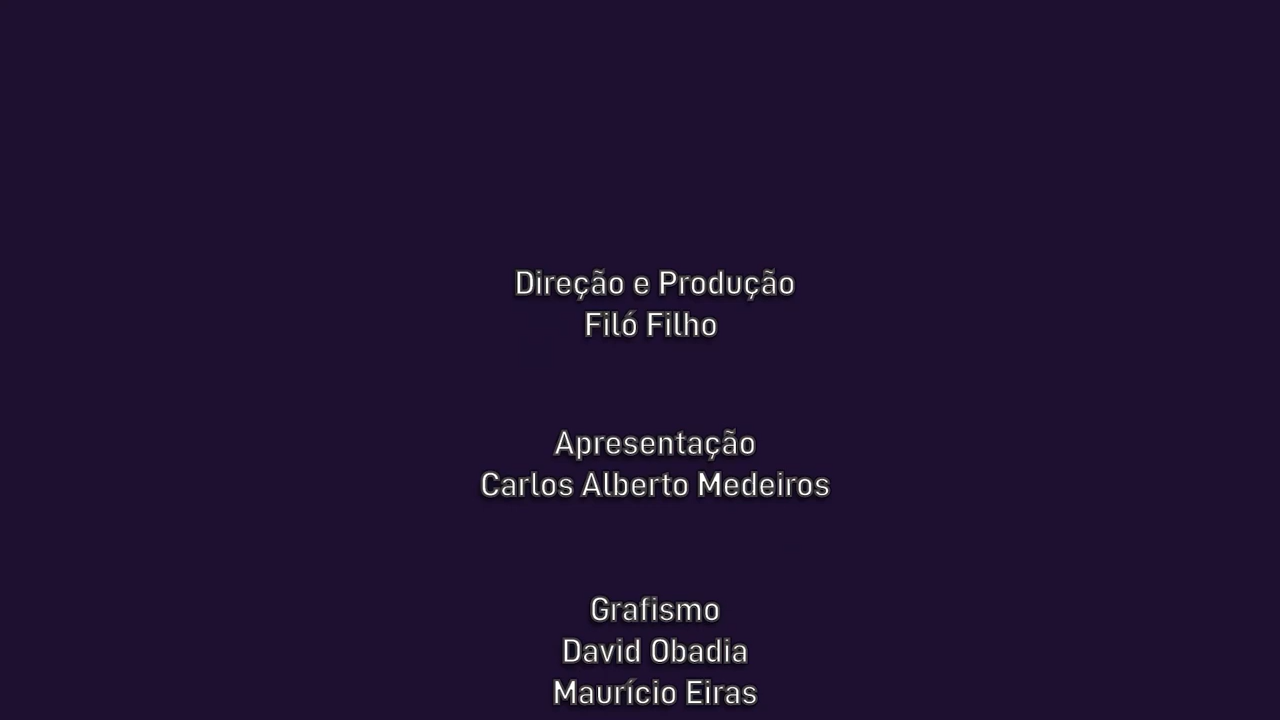 Direção e Produção
Filó Filho
Apresentação
Carlos Alberto Medeiros
Grafismo
David Obadia
Maurício Eiras